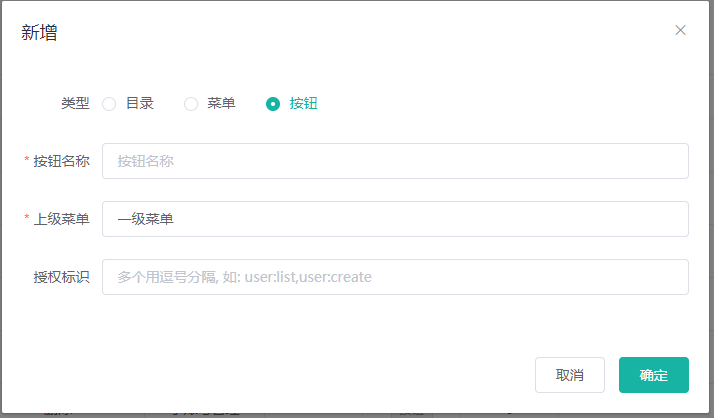 新增
类型 目录 菜单 按钮
* 按钮名称 按钮名称
* 上级菜单 一级菜单
授权标识 多个用逗号分隔, 如: user:list,user:create
取消 确定